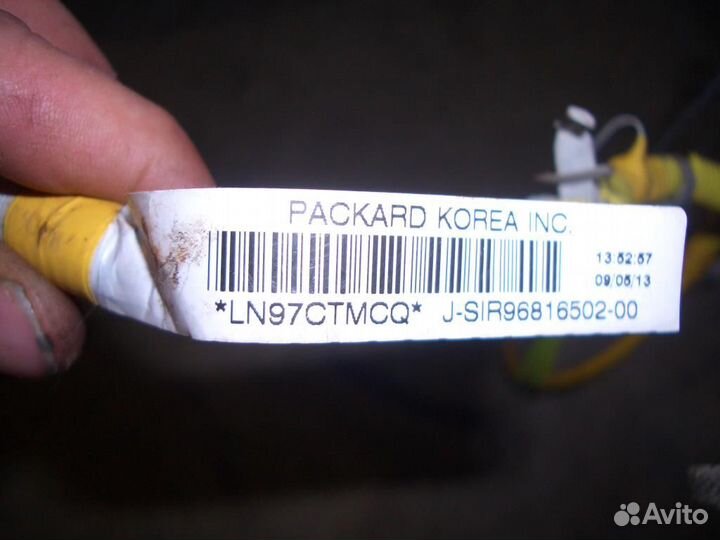 PACKARD KOREA INC.
13:52:57
09/05/13
*LN97CTMCQ* J-SIR96816502-00
Avito